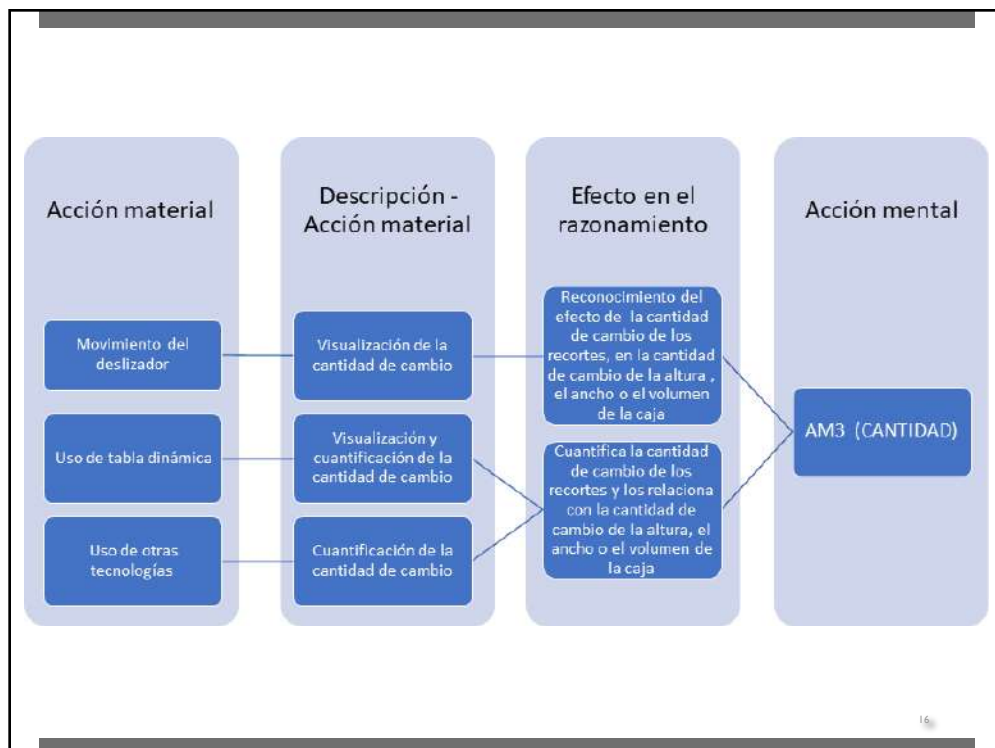 Acción material
Descripción -
Acción material
Efecto en el
razonamiento
Acción mental
Movimiento del
deslizador
Visualización de la
cantidad de cambio
Reconocimiento del
efecto de la cantidad
de cambio de los
recortes, en la cantidad
de cambio de la altura ,
el ancho o el volumen
de la caja
Uso de tabla dinámica
Visualización y
cuantificación de la
cantidad de cambio
Uso de otras
tecnologías
Cuantificación de la
cantidad de cambio
Cuantifica la cantidad
de cambio de los
recortes y los relaciona
con la cantidad de
cambio de la altura, el
ancho o el volumen de
la caja
AM3 (CANTIDAD)
16